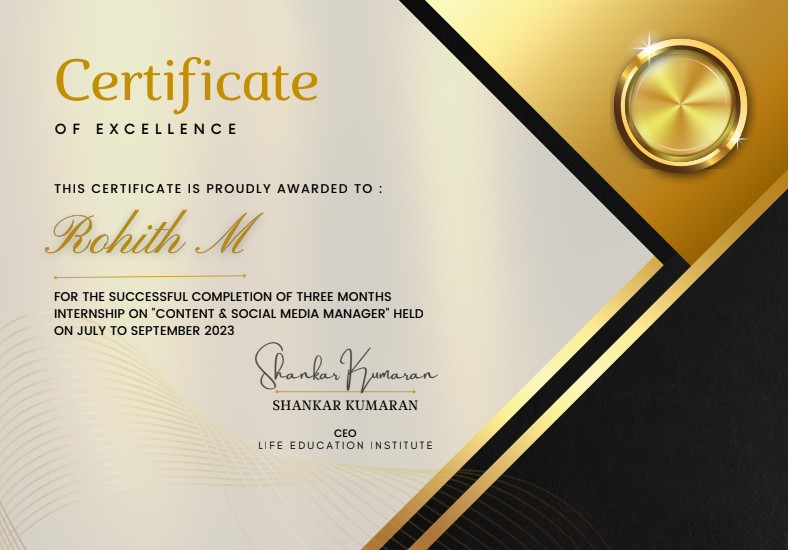 Certificate
OF EXCELLENCE
THIS CERTIFICATE IS PROUDLY AWARDED TO :
Rohith M
FOR THE SUCCESSFUL COMPLETION OF THREE MONTHS
INTERNSHIP ON "CONTENT & SOCIAL MEDIA MANAGER" HELD
ON JULY TO SEPTEMBER 2023
Shankar Kumaran
SHANKAR KUMARAN
CEO
LIFE EDUCATION INSTITUTE